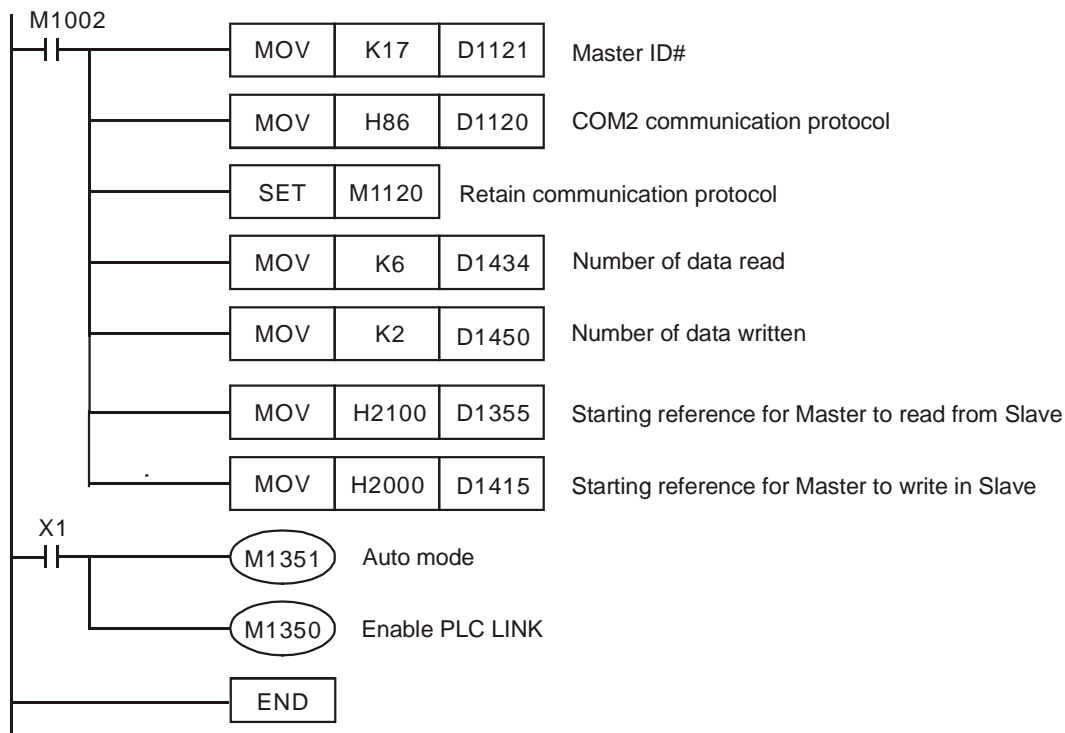 M1002
MOV K17 D1121 Master ID#
MOV H86 D1120 COM2 communication protocol
SET M1120 Retain communication protocol
MOV K6 D1434 Number of data read
MOV K2 D1450 Number of data written
MOV H2100 D1355 Starting reference for Master to read from Slave
MOV H2000 D1415 Starting reference for Master to write in Slave
X1
M1351 Auto mode
M1350 Enable PLC LINK
END